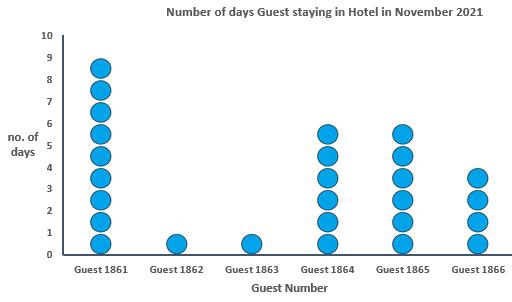 Number of days Guest staying in Hotel in November 2021
10
9
8
7
6
5
4
3
2
1
0
no. of
days
Guest 1861 Guest 1862 Guest 1863 Guest 1864 Guest 1865 Guest 1866
Guest Number